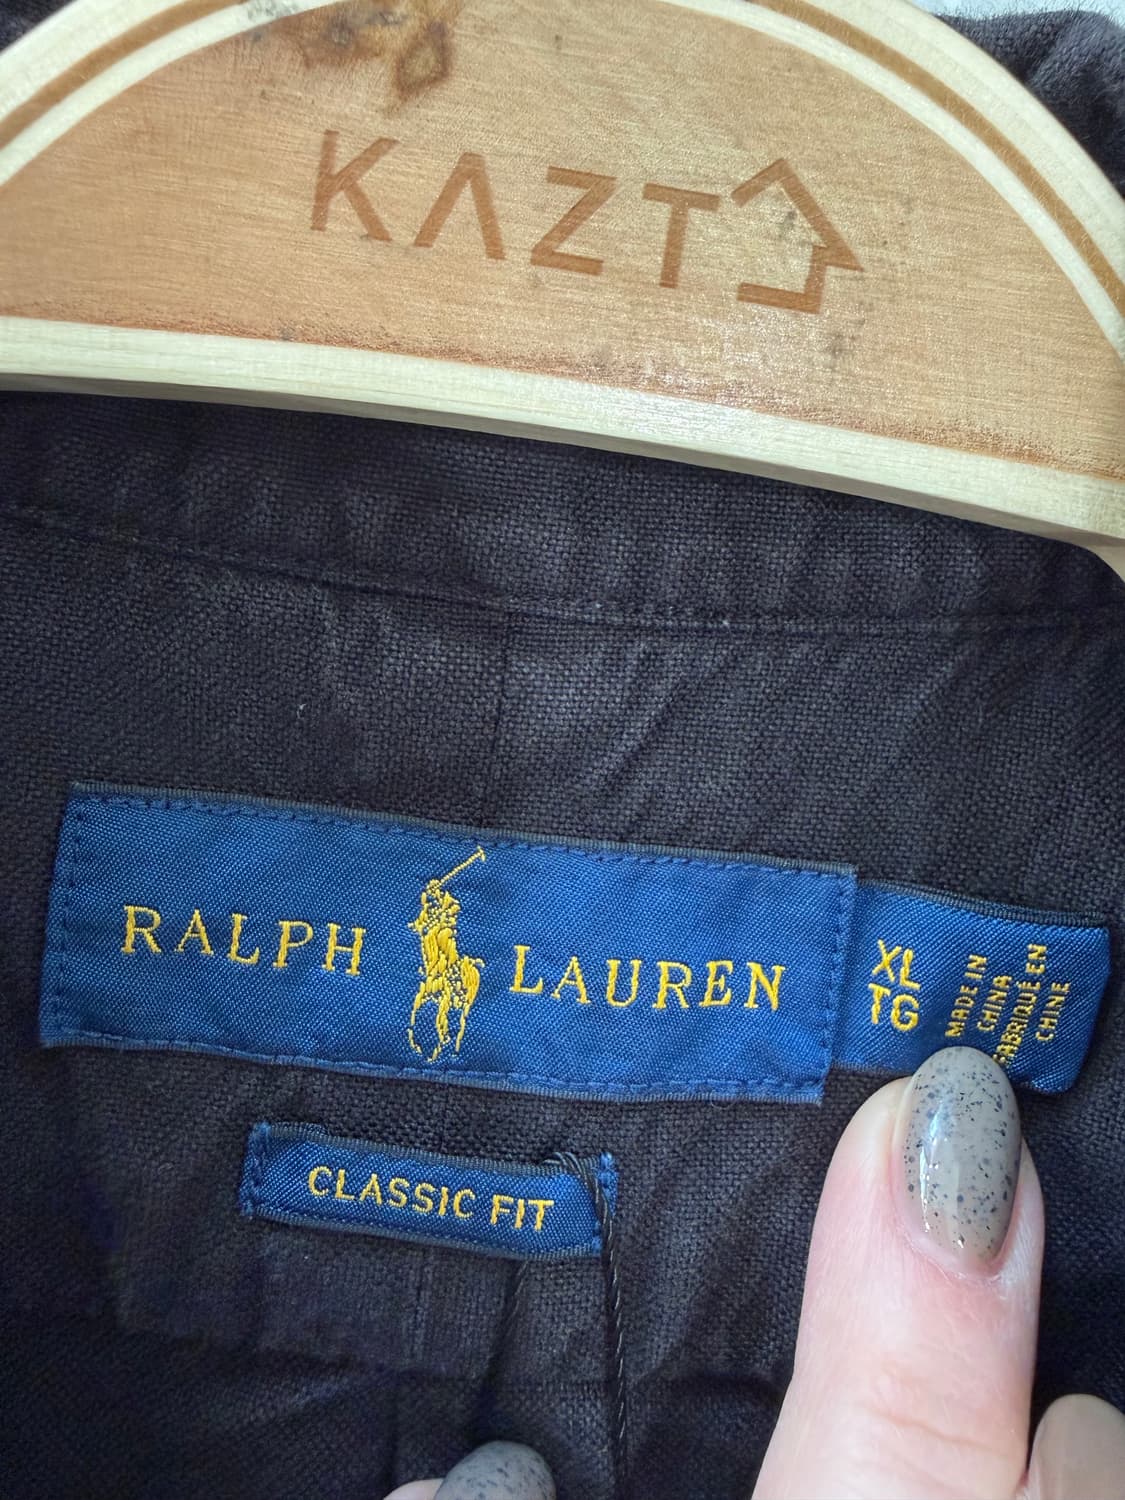 KAZT
RALPH LAUREN
XL
TG
MADE IN
CHINA
FABRIQUÉ EN
CHINE
CLASSIC FIT